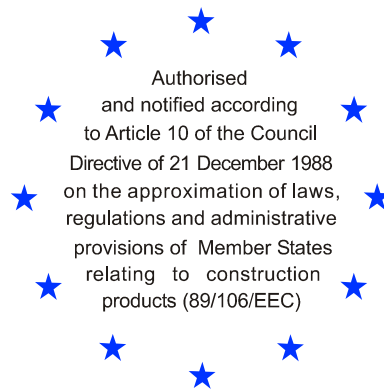 Authorised
and notified according
to Article 10 of the Council
Directive of 21 December 1988
on the approximation of laws,
regulations and administrative
provisions of Member States
relating to construction
products (89/106/EEC)